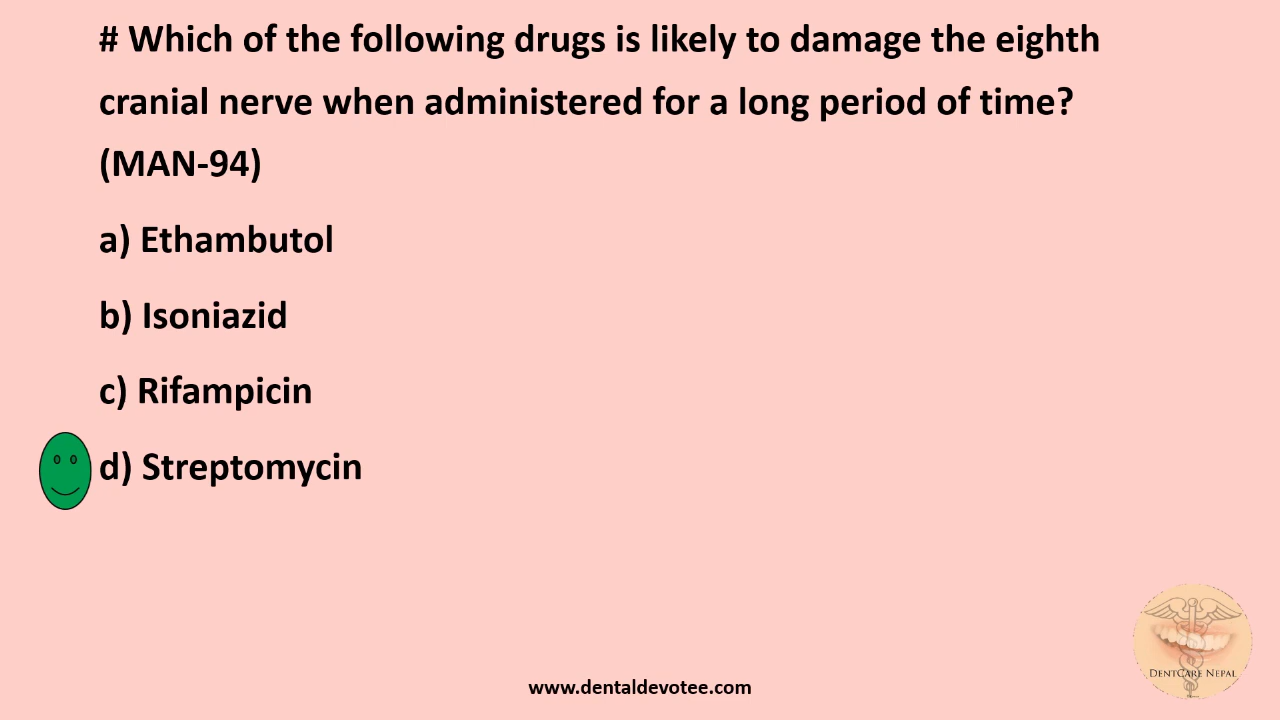 # Which of the following drugs is likely to damage the eighth
cranial nerve when administered for a long period of time?
(MAN-94)
a) Ethambutol
b) Isoniazid
c) Rifampicin
d) Streptomycin
DentCare Nepal
www.dentaldevotee.com